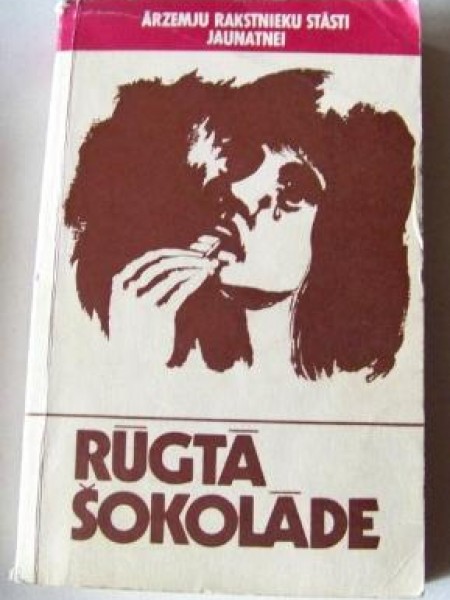 ĀRZEMJU RAKSTNIEKU STĀSTI
JAUNATNEI
RŪGTĀ
ŠOKOLĀDE